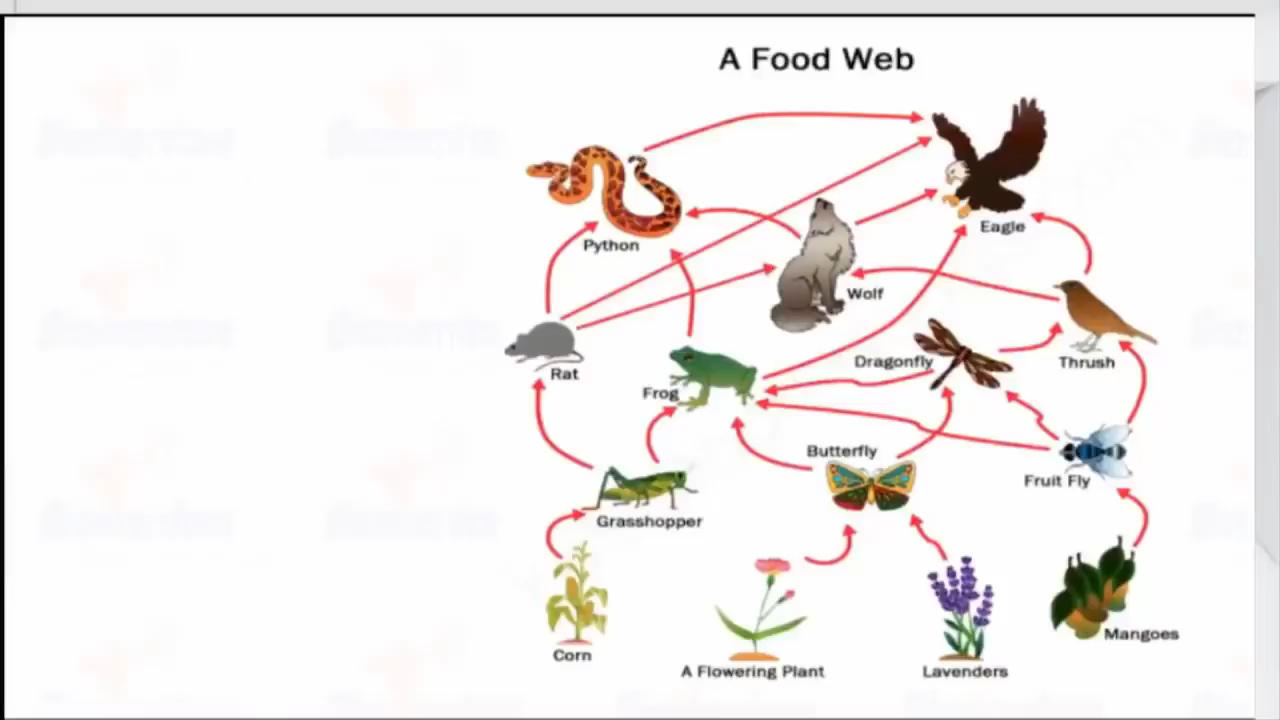 A Food Web
Eagle
Python
Wolf
Dragonfly
Thrush
Rat
Frog
Butterfly
Fruit Fly
Grasshopper
Mangoes
Corn
A Flowering Plant
Lavenders